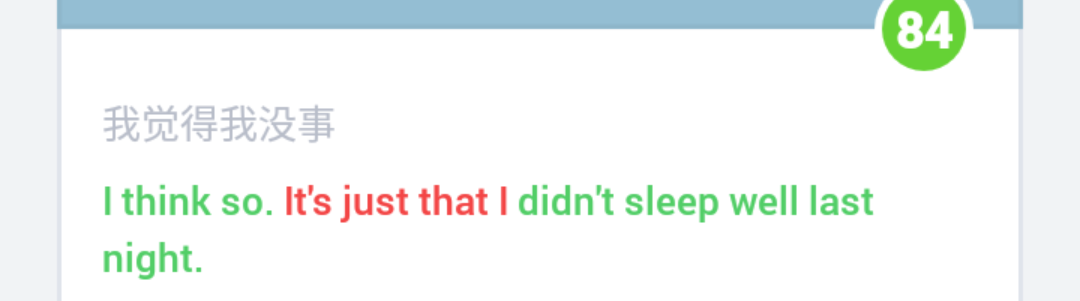 84
我觉得我没事
I think so. It's just that I didn't sleep well last
night.